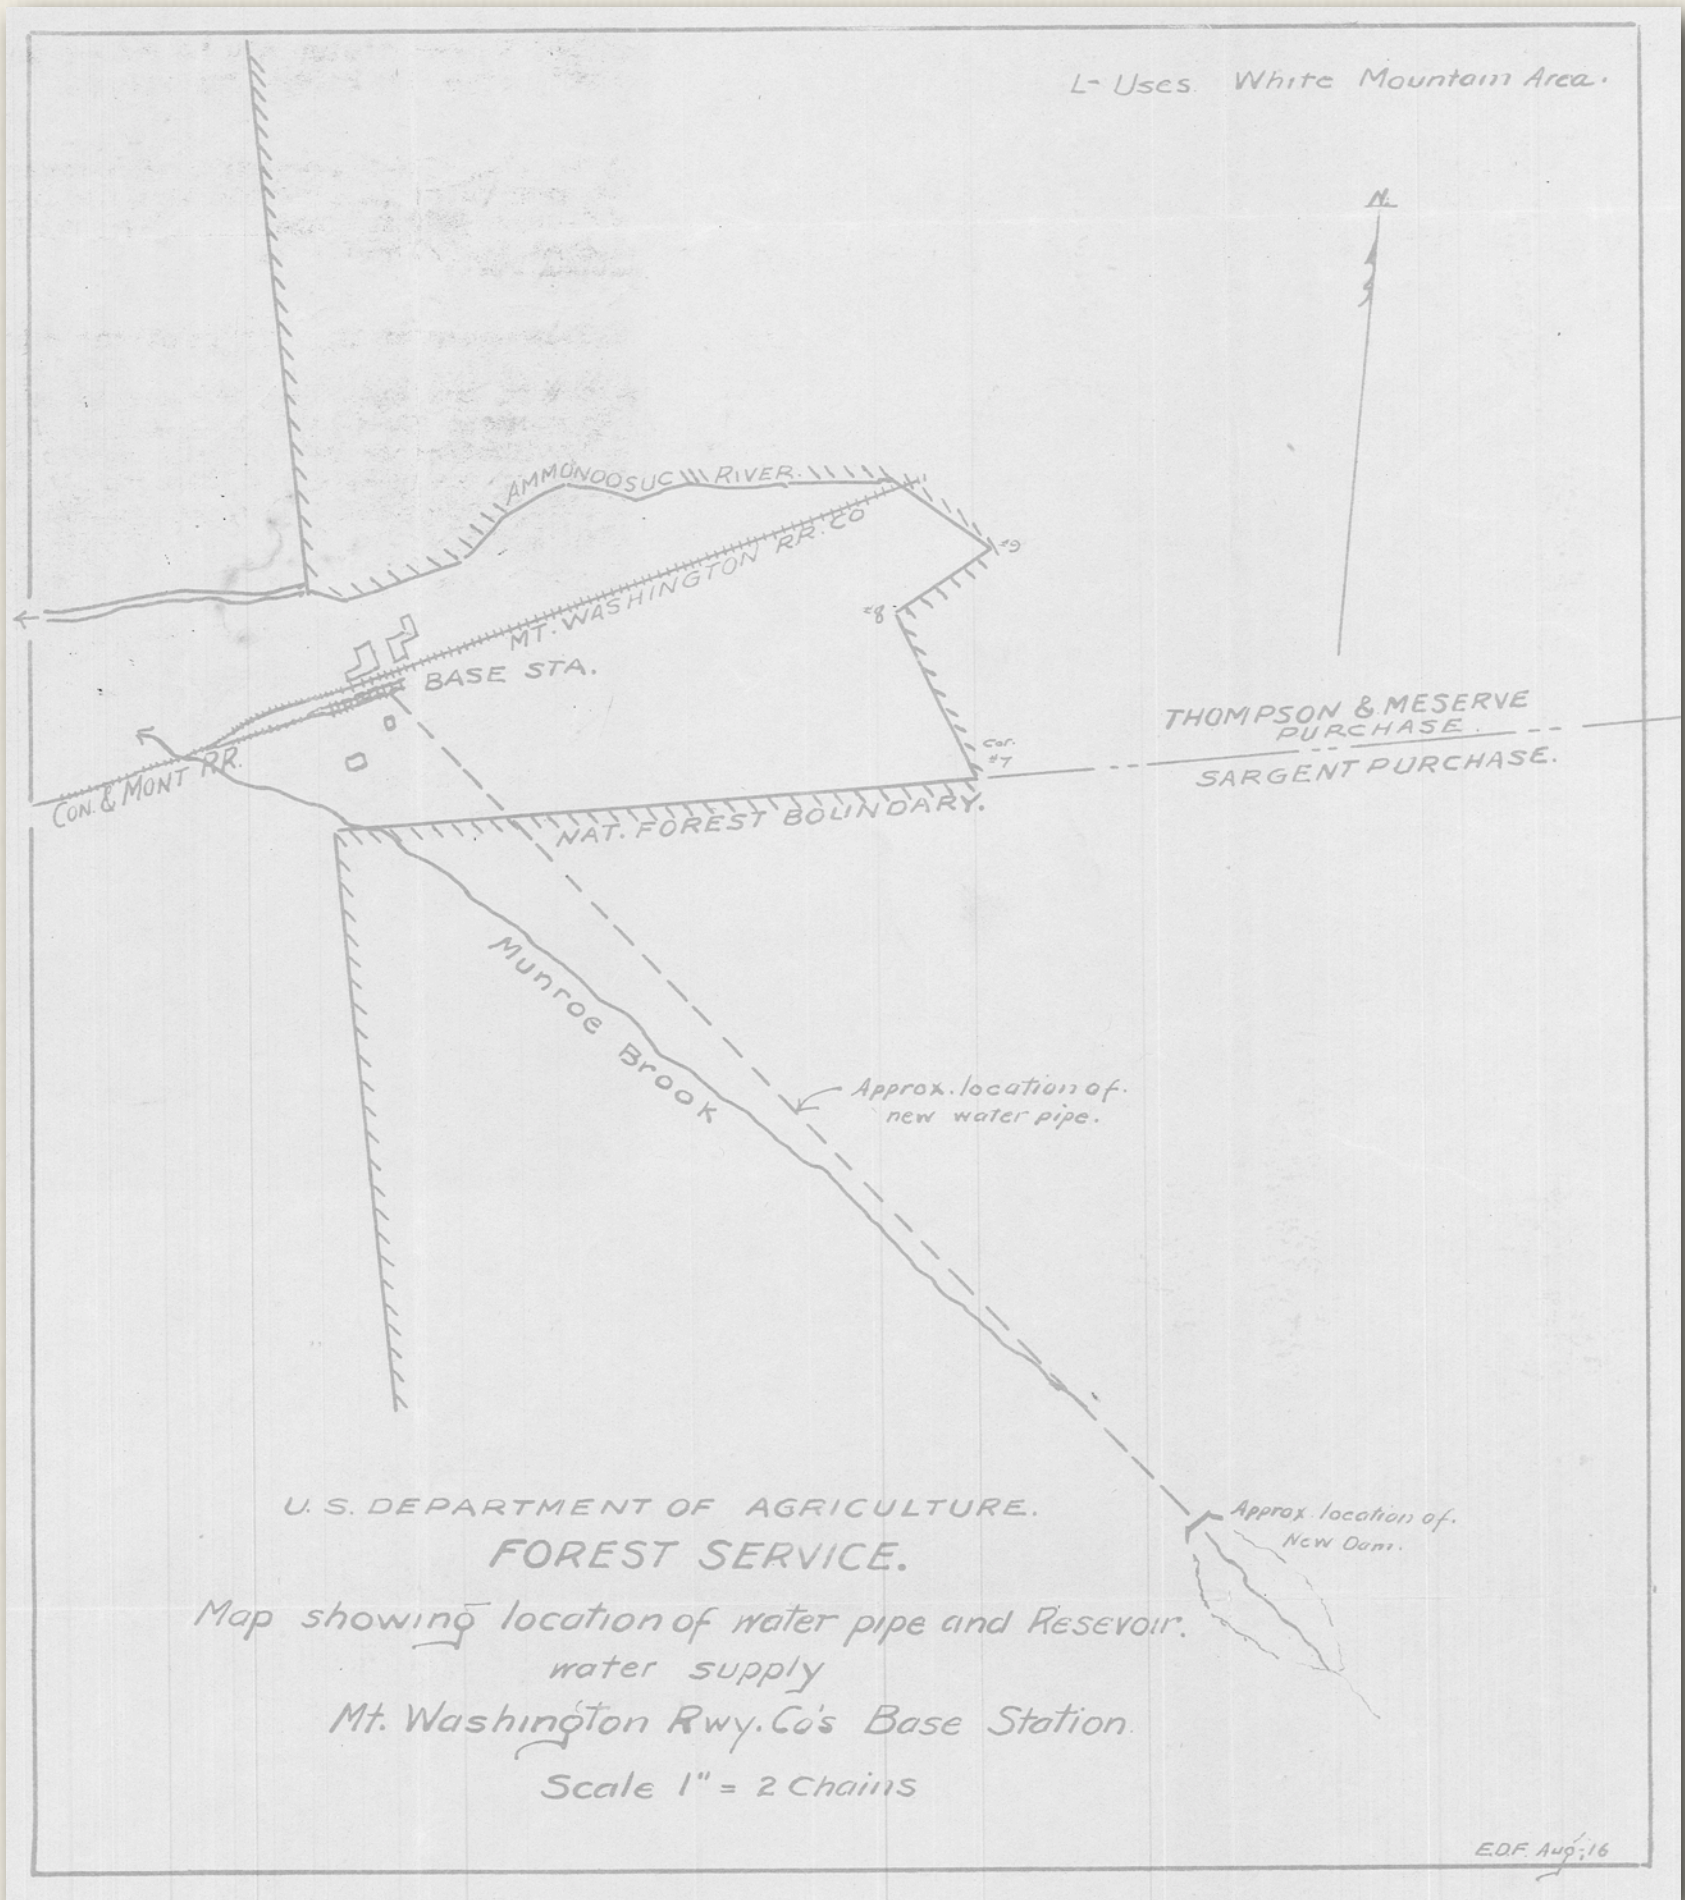 L- Uses White Mountain Area.
N.
AMMONOOSUC RIVER.
MT. WASHINGTON RR. CO
#9
#8
BASE STA.
THOMPSON & MESERVE
PURCHASE.
SARGENT PURCHASE.
Cor.
#7
CON. & MONT RR.
NAT. FOREST BOUNDARY.
Munroe Brook
Approx. location of.
new water pipe.
Approx location of.
New Dam.
U. S. DEPARTMENT OF AGRICULTURE.
FOREST SERVICE.
Map showing location of water pipe and Resevoir.
water supply
Mt. Washington Rwy. Co's Base Station
Scale 1" = 2 Chains
E.D.F. Aug; 16